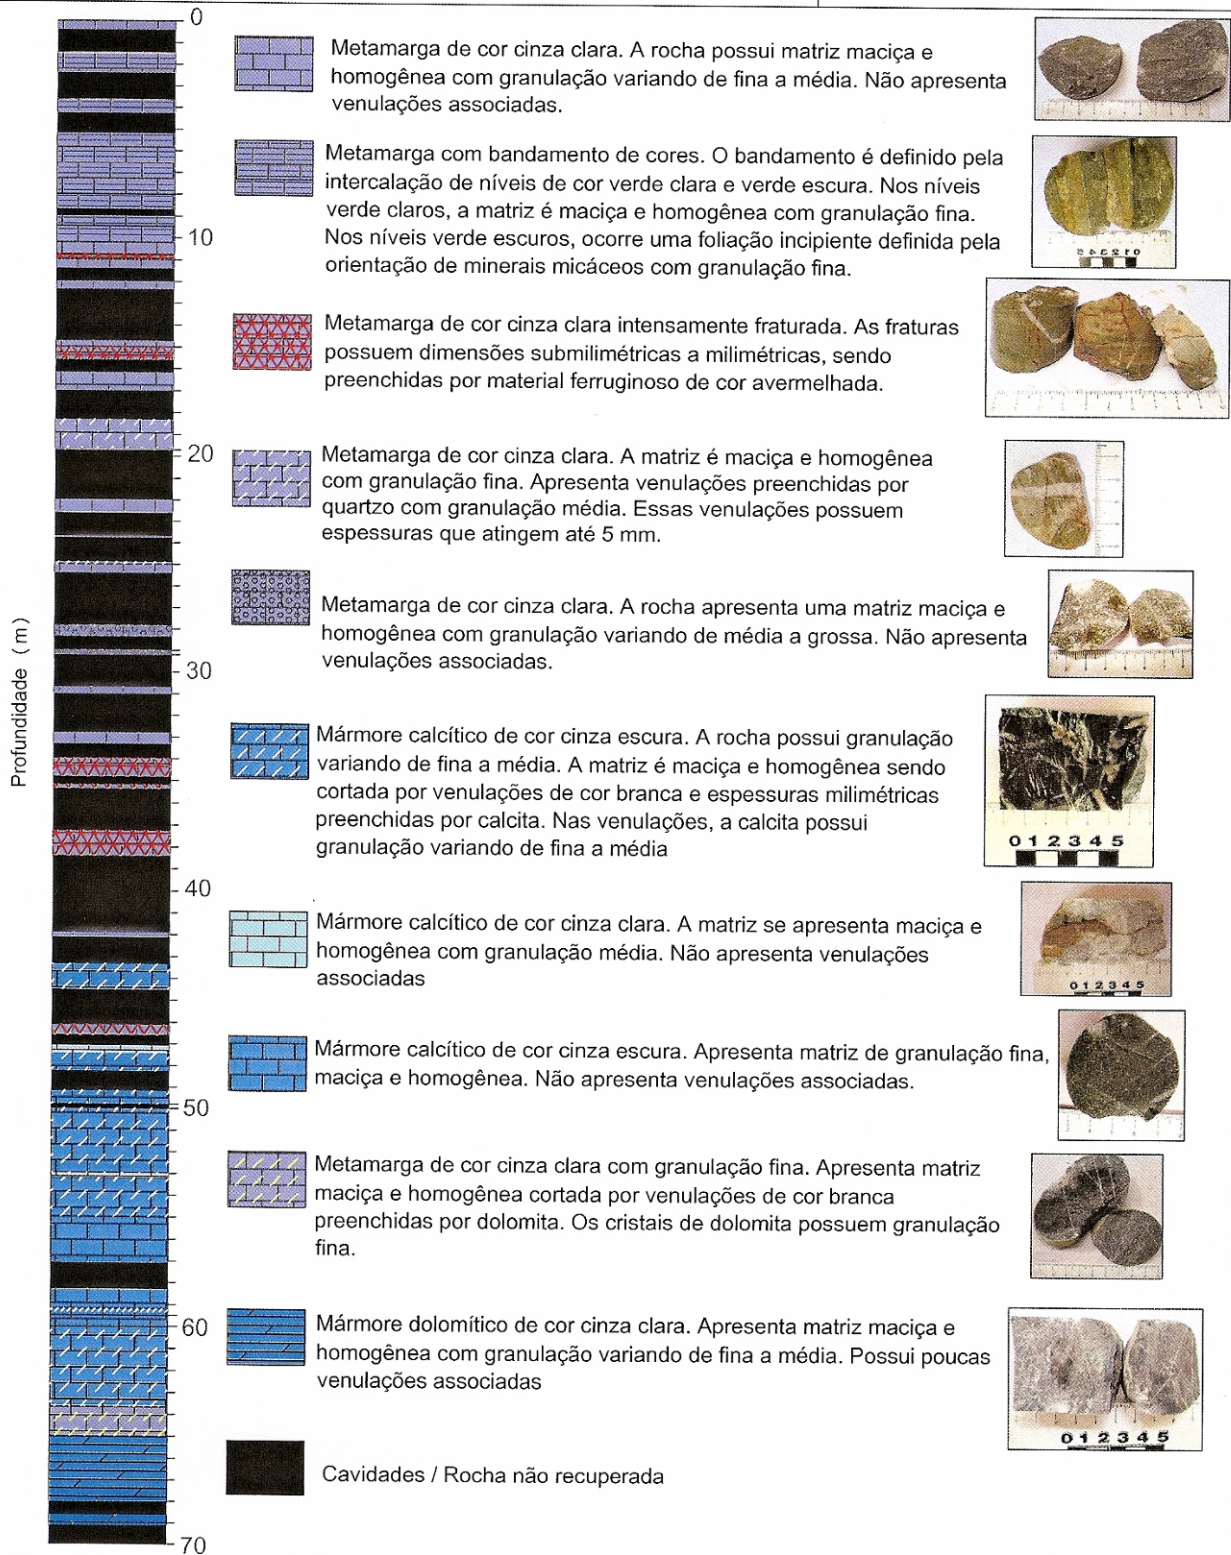 0
Metamarga de cor cinza clara. A rocha possui matriz maciça e
homogênea com granulação variando de fina a média. Não apresenta
venulações associadas.
Metamarga com bandamento de cores. O bandamento é definido pela
intercalação de níveis de cor verde clara e verde escura. Nos níveis
verde claros, a matriz é maciça e homogênea com granulação fina.
Nos níveis verde escuros, ocorre uma foliação incipiente definida pela
orientação de minerais micáceos com granulação fina.
10
0 1 2 3 4 5
Metamarga de cor cinza clara intensamente fraturada. As fraturas
possuem dimensões submilimétricas a milimétricas, sendo
preenchidas por material ferruginoso de cor avermelhada.
20
Metamarga de cor cinza clara. A matriz é maciça e homogênea
com granulação fina. Apresenta venulações preenchidas por
quartzo com granulação média. Essas venulações possuem
espessuras que atingem até 5 mm.
Metamarga de cor cinza clara. A rocha apresenta uma matriz maciça e
homogênea com granulação variando de média a grossa. Não apresenta
venulações associadas.
30
Profundidade (m)
Mármore calcítico de cor cinza escura. A rocha possui granulação
variando de fina a média. A matriz é maciça e homogênea sendo
cortada por venulações de cor branca e espessuras milimétricas
preenchidas por calcita. Nas venulações, a calcita possui
granulação variando de fina a média
0 1 2 3 4 5
40
Mármore calcítico de cor cinza clara. A matriz se apresenta maciça e
homogênea com granulação média. Não apresenta venulações
associadas
0 1 2 3 4 5
Mármore calcítico de cor cinza escura. Apresenta matriz de granulação fina,
maciça e homogênea. Não apresenta venulações associadas.
50
Metamarga de cor cinza clara com granulação fina. Apresenta matriz
maciça e homogênea cortada por venulações de cor branca
preenchidas por dolomita. Os cristais de dolomita possuem granulação
fina.
60
Mármore dolomítico de cor cinza clara. Apresenta matriz maciça e
homogênea com granulação variando de fina a média. Possui poucas
venulações associadas
0 1 2 3 4 5
Cavidades / Rocha não recuperada
70